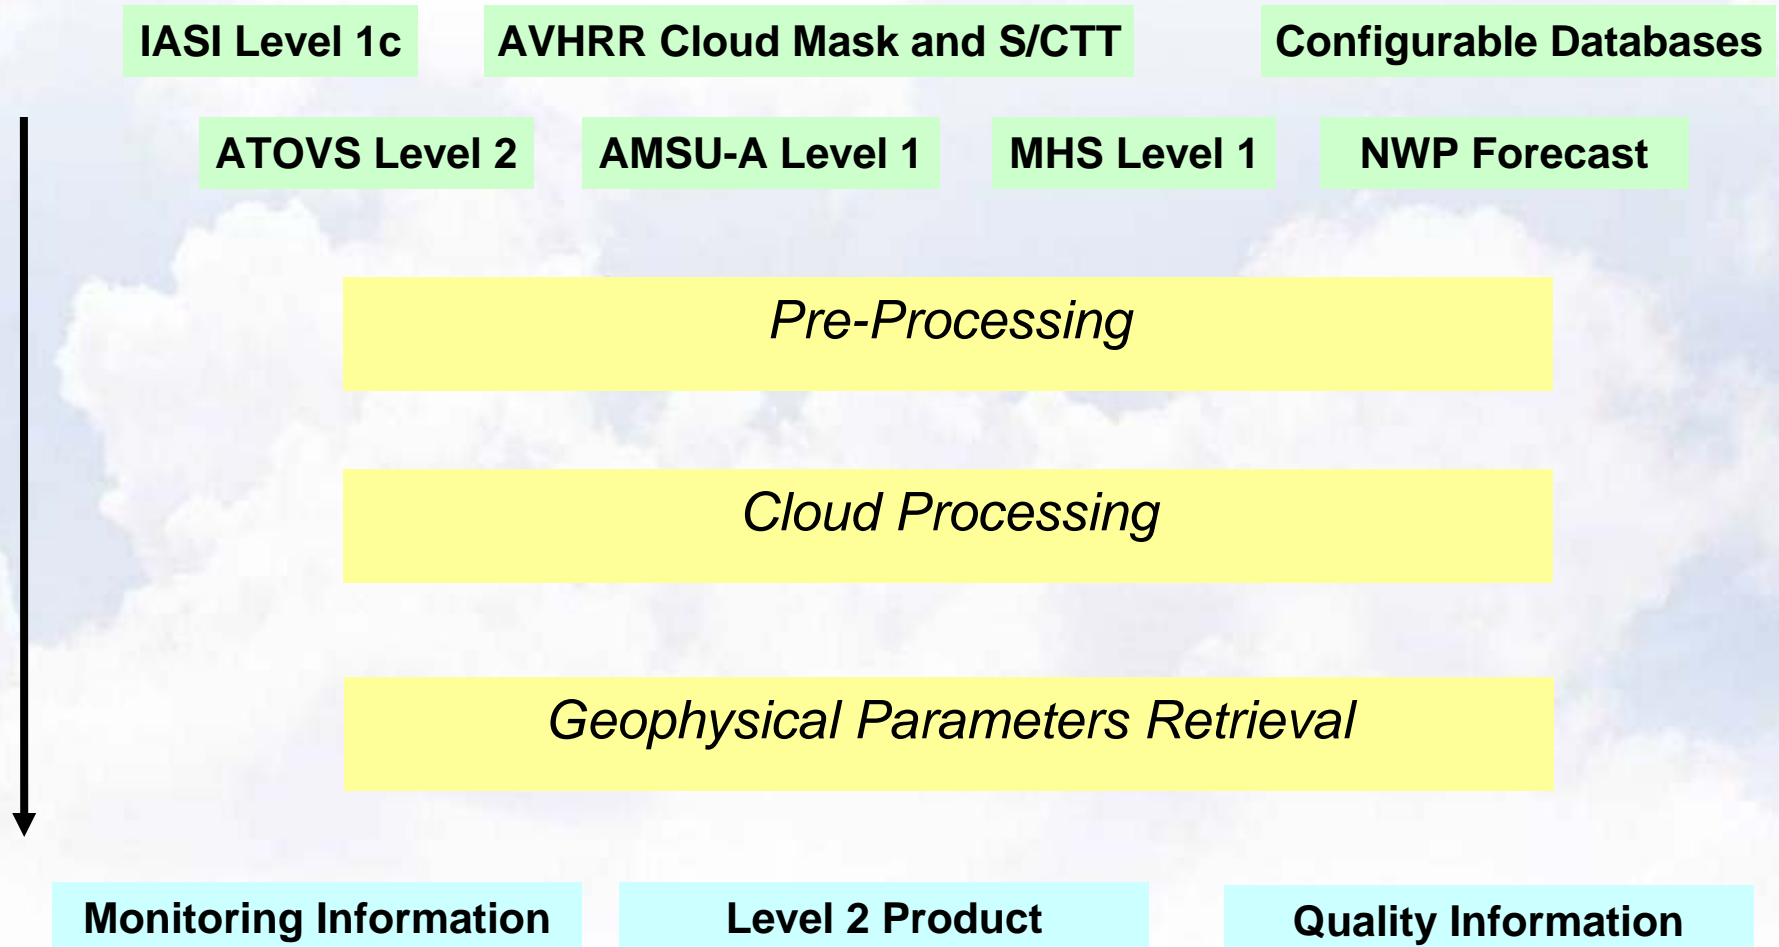 IASI Level 1c
AVHRR Cloud Mask and S/CTT
Configurable Databases
ATOVS Level 2
AMSU-A Level 1
MHS Level 1
NWP Forecast
Pre-Processing
Cloud Processing
Geophysical Parameters Retrieval
Monitoring Information
Level 2 Product
Quality Information